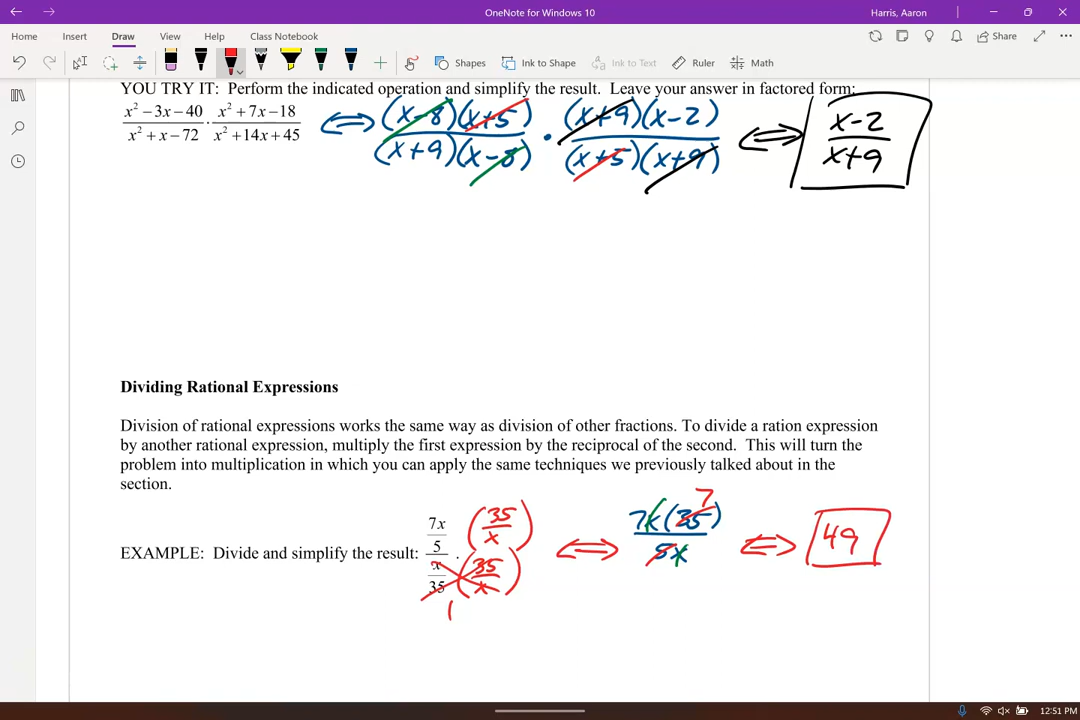 OneNote for Windows 10
Harris, Aaron
Home Insert Draw View Help Class Notebook
Shapes Ink to Shape Ink to Text Ruler Math Share
YOU TRY IT: Perform the indicated operation and simplify the result. Leave your answer in factored form:
x² − 3x − 40 / x² + x − 72 · x² + 7x − 18 / x² + 14x + 45 ⟺ (x−8)(x+5) / (x+9)(x−8) · (x+9)(x−2) / (x+5)(x+9) ⟺ x−2 / x+9
Dividing Rational Expressions
Division of rational expressions works the same way as division of other fractions. To divide a ration expression
by another rational expression, multiply the first expression by the reciprocal of the second. This will turn the
problem into multiplication in which you can apply the same techniques we previously talked about in the
section.
EXAMPLE: Divide and simplify the result: 7x / 5 / x / 35 . (35 / x) (35 / x) 1 ⟺ 7x(35) 7 / 5x ⟺ 49
12:51 PM